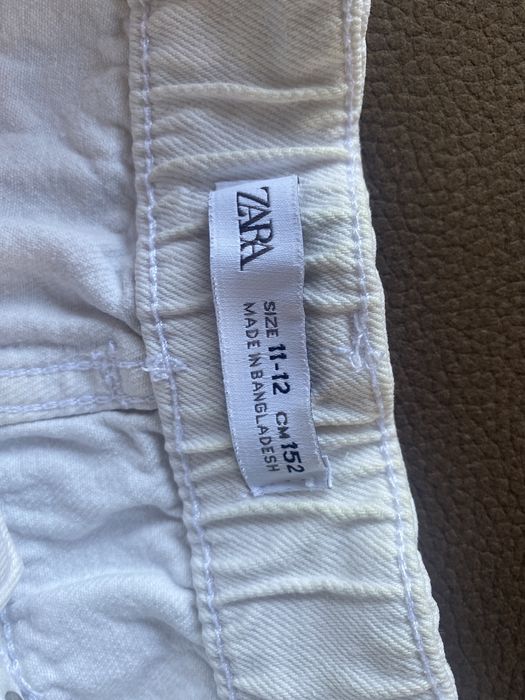 ZARA
SIZE 11-12 CM 152
MADE IN BANGLADESH